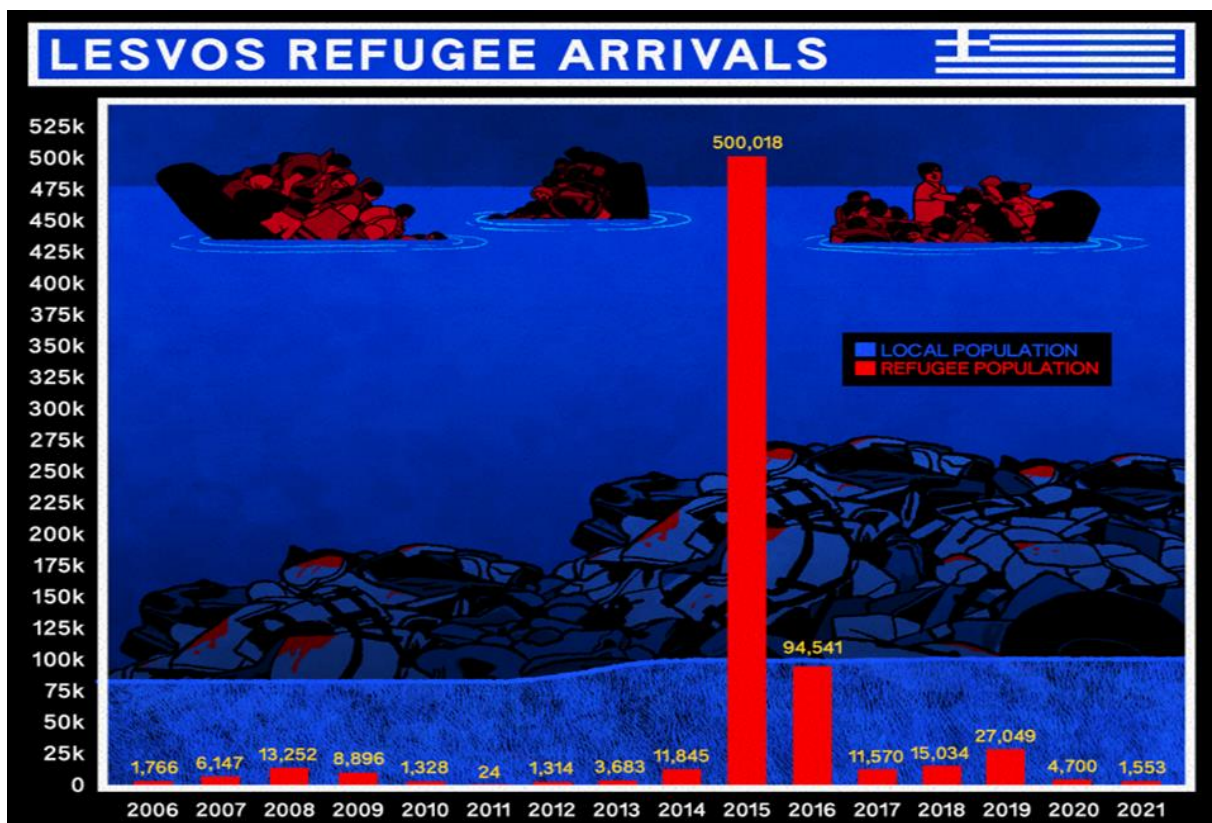 LESVOS REFUGEE ARRIVALS
525k
500k
475k
450k
425k
400k
375k
350k
325k
300k
275k
250k
225k
200k
175k
150k
125k
100k
75k
50k
25k
0
500,018
LOCAL POPULATION
REFUGEE POPULATION
94,541
1,766
6,147
13,252
8,896
1,328
24
1,314
3,683
11,845
11,570
15,034
27,049
4,700
1,553
2006 2007 2008 2009 2010 2011 2012 2013 2014 2015 2016 2017 2018 2019 2020 2021